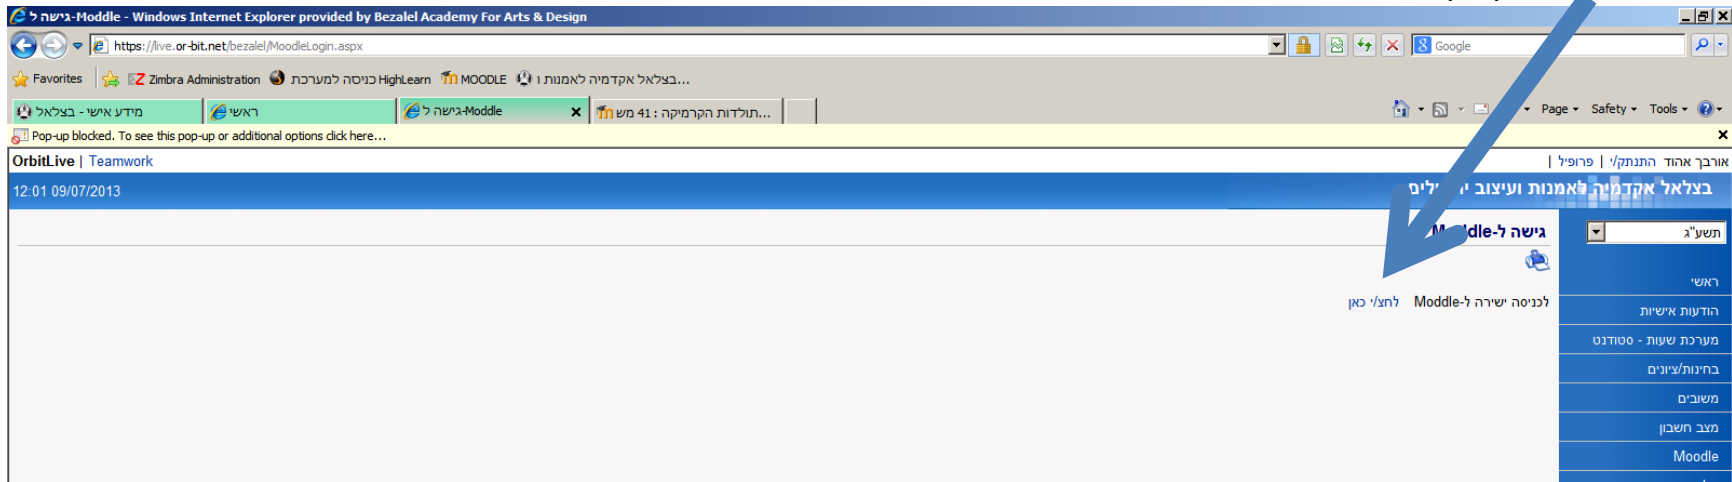 גישה ל-Moddle - Windows Internet Explorer provided by Bezalel Academy For Arts & Design
https://live.or-bit.net/bezalel/MoodleLogin.aspx
Google
Favorites Zimbra Administration כניסה למערכת HighLearn MOODLE בצלאל אקדמיה לאמנות ו...
מידע אישי - בצלאל ראשי גישה ל-Moddle תולדות הקרמיקה : 41 מש... Page Safety Tools
Pop-up blocked. To see this pop-up or additional options click here...
OrbitLive | Teamwork
אורבך אהוד התנתק/י | פרופיל |
12:01 09/07/2013
בצלאל אקדמיה לאמנות ועיצוב
תשע"ג
גישה ל-Moddle
לכניסה ישירה ל-Moddle לחצ/י כאן
ראשי
הודעות אישיות
מערכת שעות - סטודנט
בחינות/ציונים
משובים
מצב חשבון
Moodle